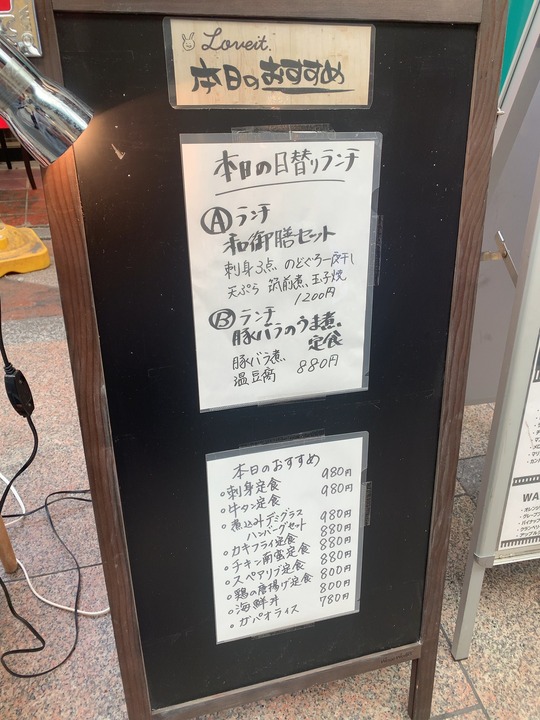 Loveit.
本日のおすすめ
本日の日替りランチ
Ⓐランチ
和御膳セット
刺身3点 のどぐろ一夜干し
天ぷら 筑前煮、玉子焼
1200円
Ⓑランチ
豚バラのうま煮、
定食
豚バラ煮、
温豆腐 880円
本日のおすすめ
○刺身定食 980円
○牛タン定食 980円
○煮込みデミグラス
ハンバーグセット 980円
○カキフライ定食 880円
○チキン南蛮定食 880円
○スペアリブ定食 880円
○鶏の唐揚げ定食 800円
○海鮮丼 800円
○ガパオライス 780円